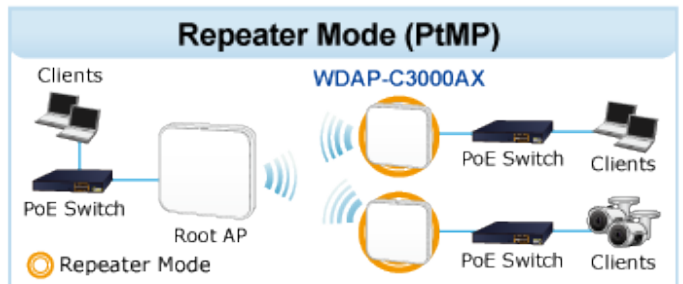 Repeater Mode (PtMP)
Clients
WDAP-C3000AX
PoE Switch
Root AP
PoE Switch
Clients
PoE Switch
Clients
Repeater Mode